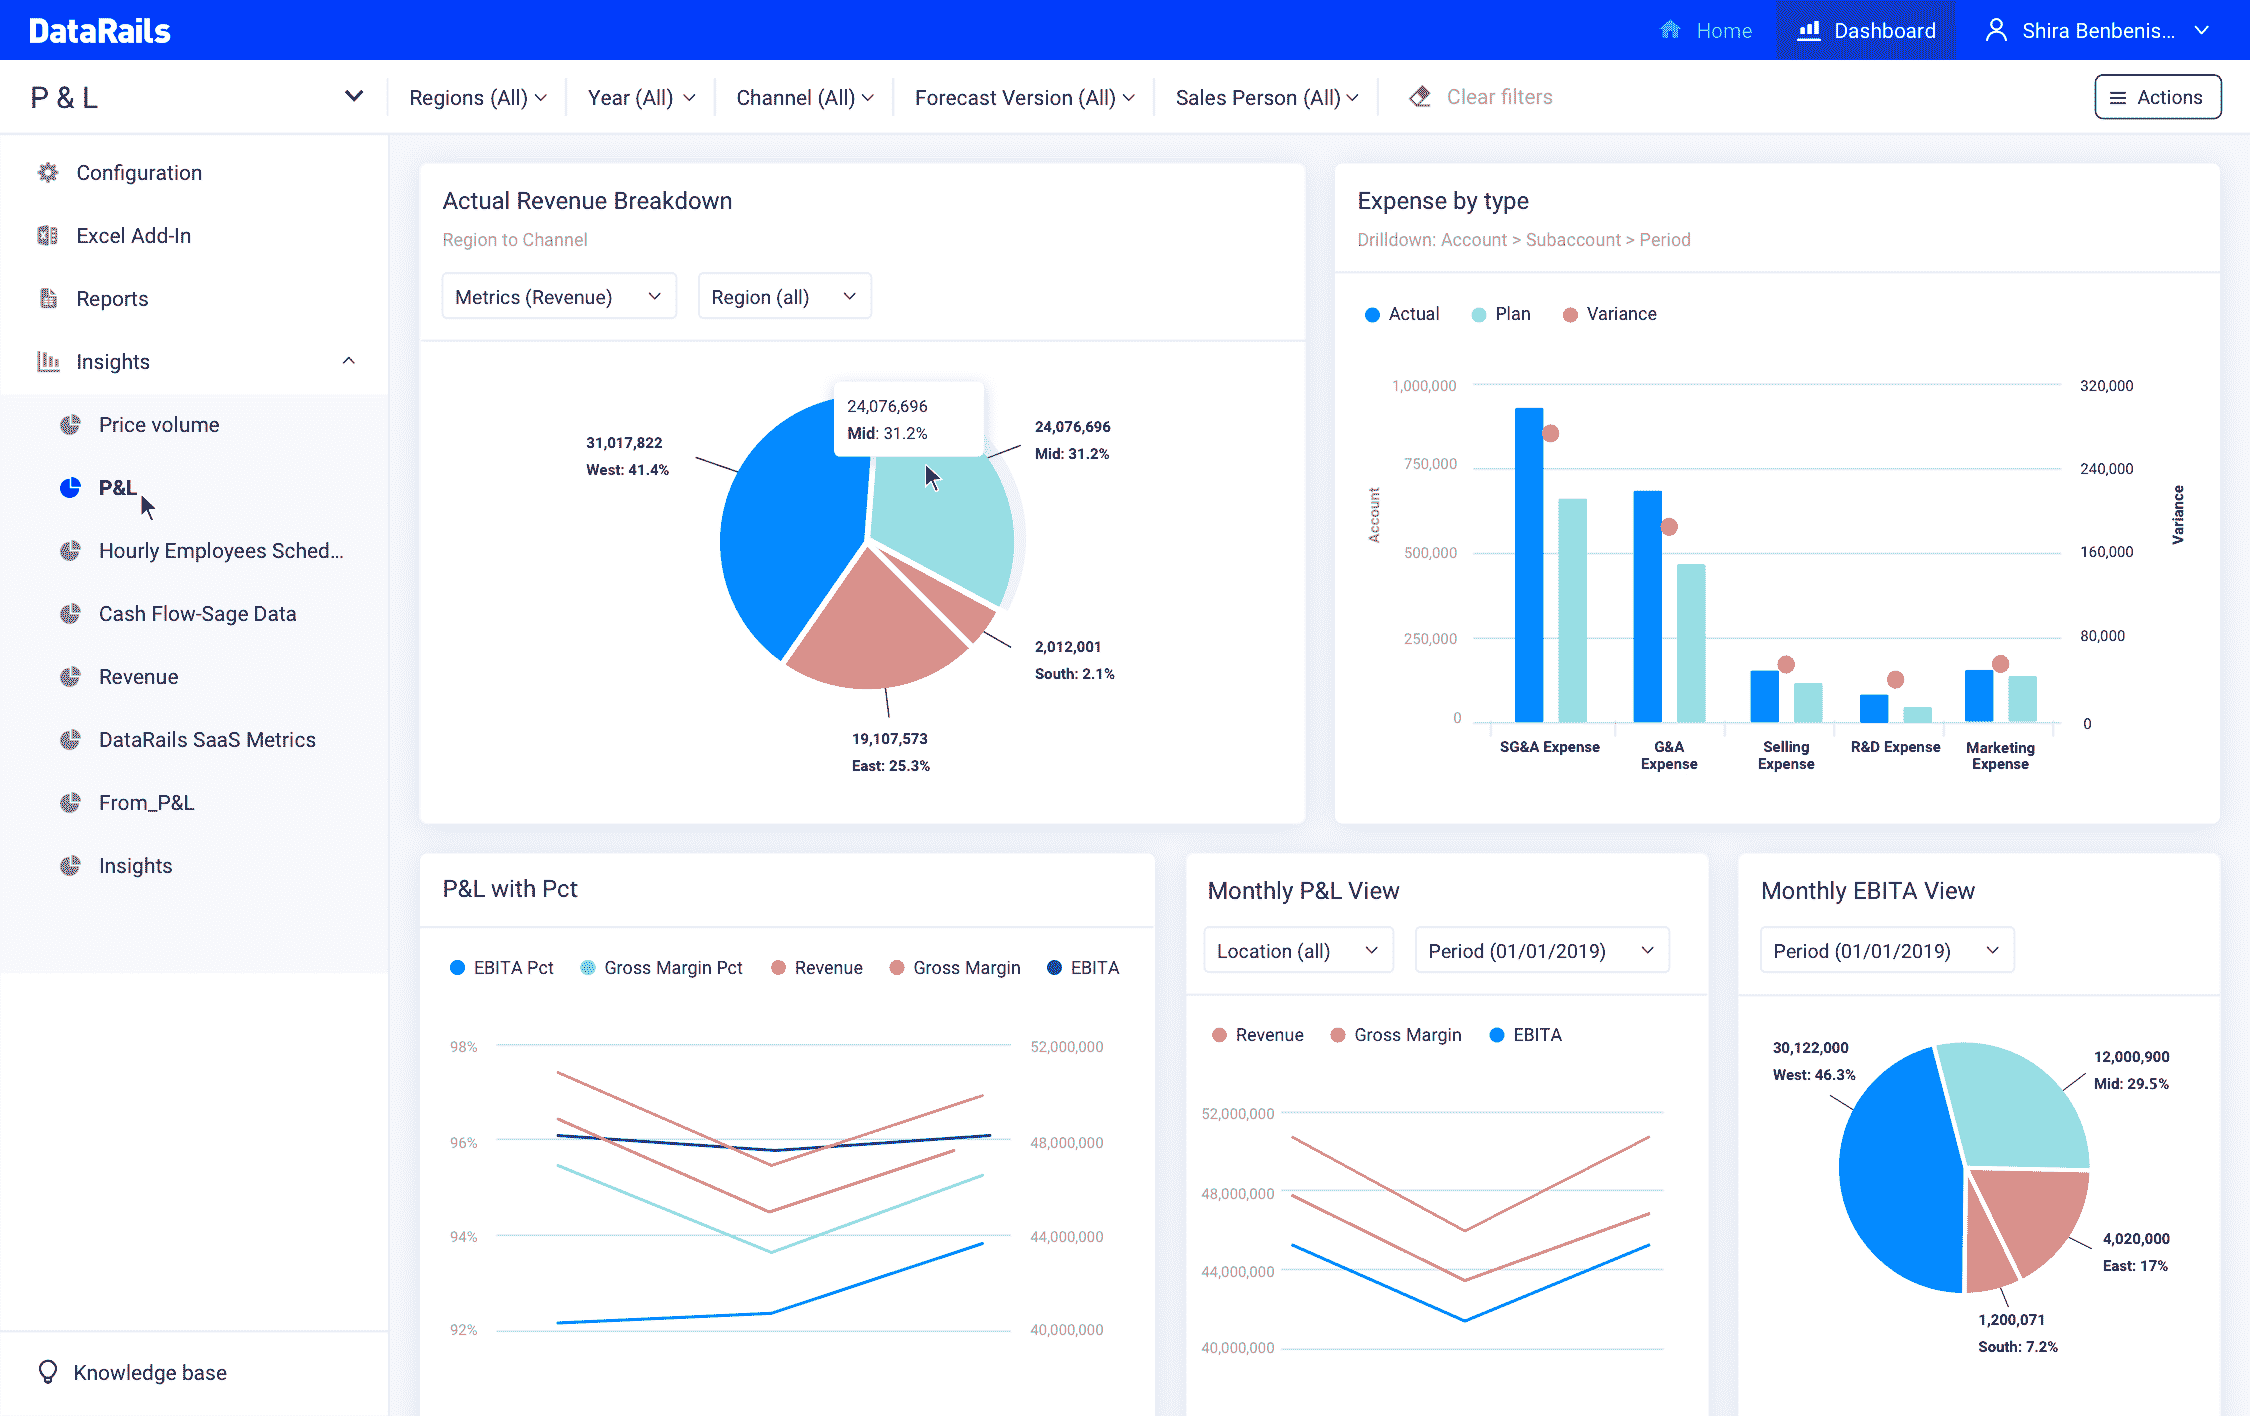 DataRails
Home
Dashboard
Shira Benbenis...
P & L
Regions (All)
Year (All)
Channel (All)
Forecast Version (All)
Sales Person (All)
Clear filters
Actions
Configuration
Excel Add-In
Reports
Insights
Price volume
P&L
Hourly Employees Sched...
Cash Flow-Sage Data
Revenue
DataRails SaaS Metrics
From_P&L
Insights
Knowledge base
Actual Revenue Breakdown
Region to Channel
Metrics (Revenue)
Region (all)
24,076,696
Mid: 31.2%
31,017,822
West: 41.4%
24,076,696
Mid: 31.2%
2,012,001
South: 2.1%
19,107,573
East: 25.3%
Expense by type
Drilldown: Account > Subaccount > Period
Actual
Plan
Variance
1,000,000
750,000
500,000
250,000
0
Account
320,000
240,000
160,000
80,000
0
Variance
SG&A Expense
G&A
Expense
Selling
Expense
R&D Expense
Marketing
Expense
P&L with Pct
EBITA Pct
Gross Margin Pct
Revenue
Gross Margin
EBITA
98%
96%
94%
92%
52,000,000
48,000,000
44,000,000
40,000,000
Monthly P&L View
Location (all)
Period (01/01/2019)
Revenue
Gross Margin
EBITA
52,000,000
48,000,000
44,000,000
40,000,000
Monthly EBITA View
Period (01/01/2019)
30,122,000
West: 46.3%
12,000,900
Mid: 29.5%
4,020,000
East: 17%
1,200,071
South: 7.2%